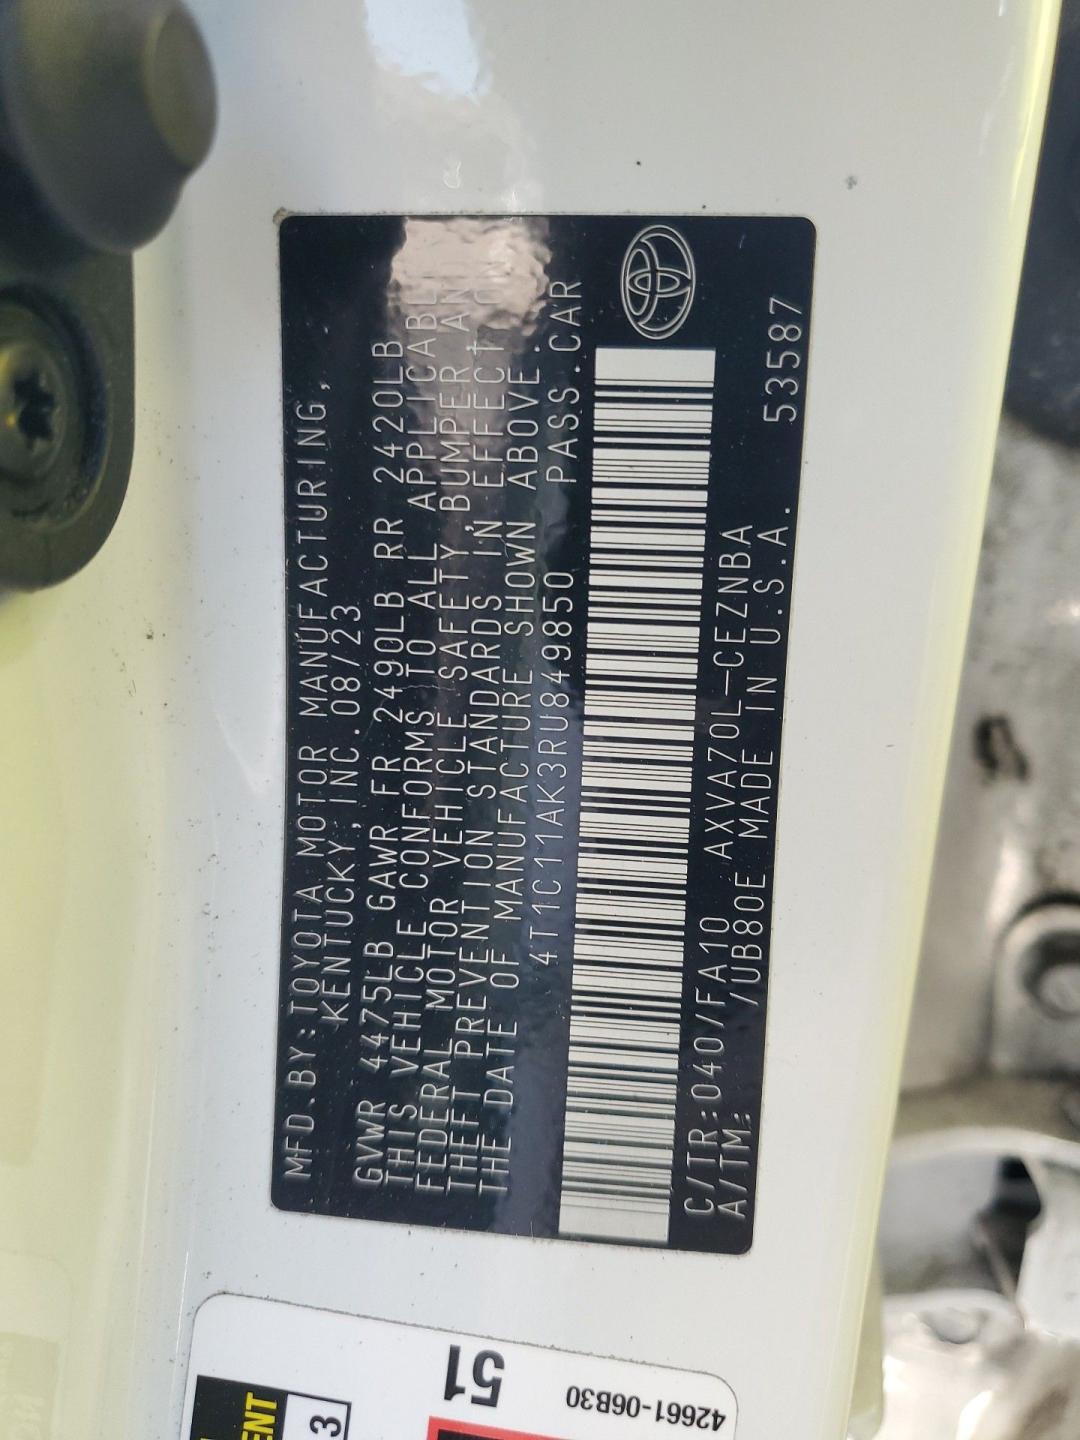 MFD.BY:TOYOTA MOTOR MANUFACTURING,
KENTUCKY,INC.08/23
GVWR 4475LB GAWR FR 2490LB RR 2420LB
THIS VEHICLE CONFORMS TO ALL APPLICABLE
FEDERAL MOTOR VEHICLE SAFETY,BUMPER,AND
THEFT PREVENTION STANDARDS IN EFFECT ON
THE DATE OF MANUFACTURE SHOWN ABOVE.
4T1C11AK3RU849850 PASS.CAR
C/TR:040/FA10 AXVA70L-CEZNBA
A/TM: /UB80E MADE IN U.S.A. 53587
51
42661-06B30
3